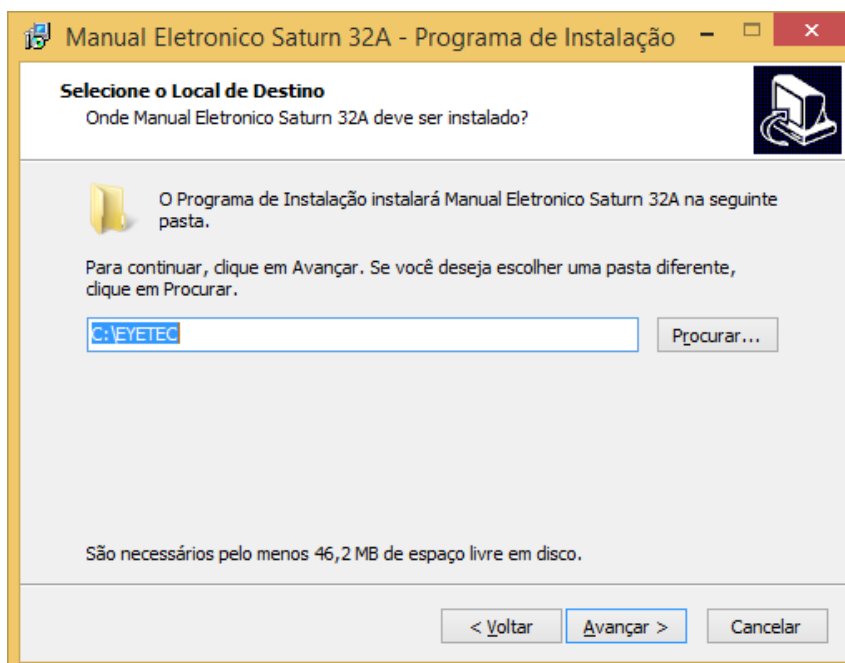 Manual Eletronico Saturn 32A - Programa de Instalação
Selecione o Local de Destino
Onde Manual Eletronico Saturn 32A deve ser instalado?
O Programa de Instalação instalará Manual Eletronico Saturn 32A na seguinte
pasta.
Para continuar, clique em Avançar. Se você deseja escolher uma pasta diferente,
clique em Procurar.
C:\EYETEC
Procurar...
São necessários pelo menos 46,2 MB de espaço livre em disco.
< Voltar
Avançar >
Cancelar